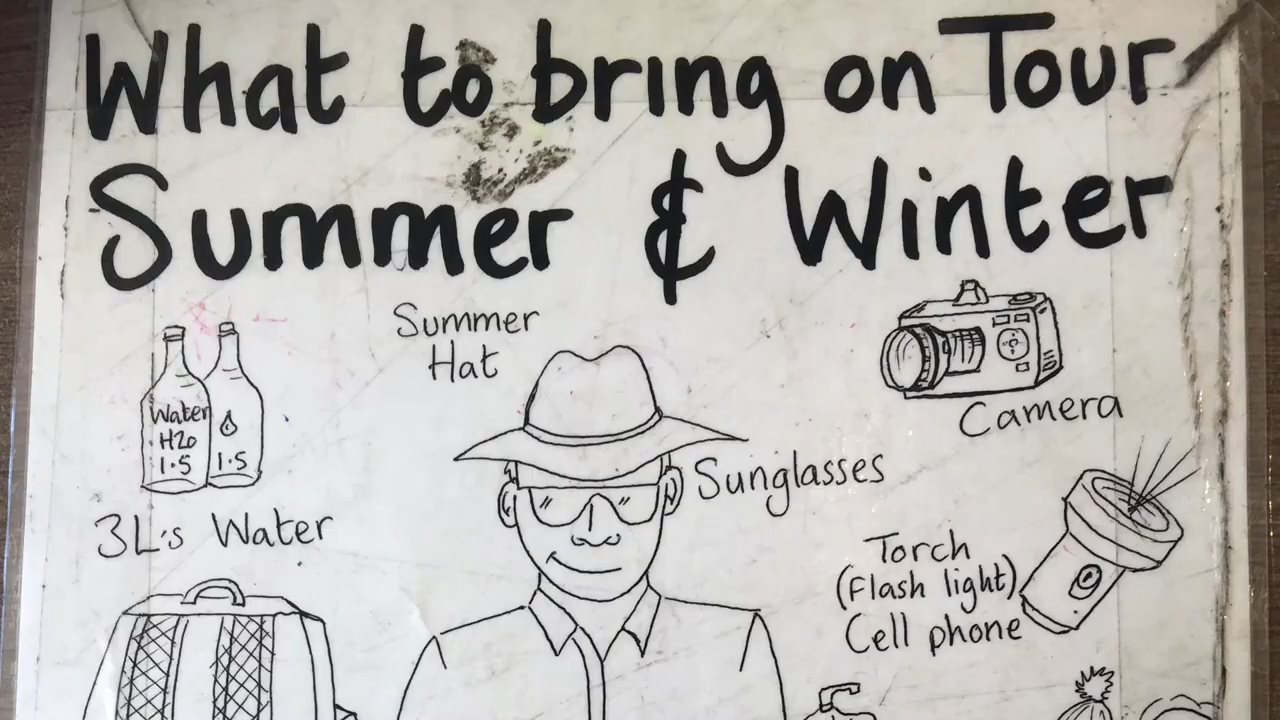 What to bring on Tour
Summer & Winter
Summer
Hat
Water
H2o
1.5
1.5
Camera
Sunglasses
3L's Water
Torch
(Flash light)
Cell phone